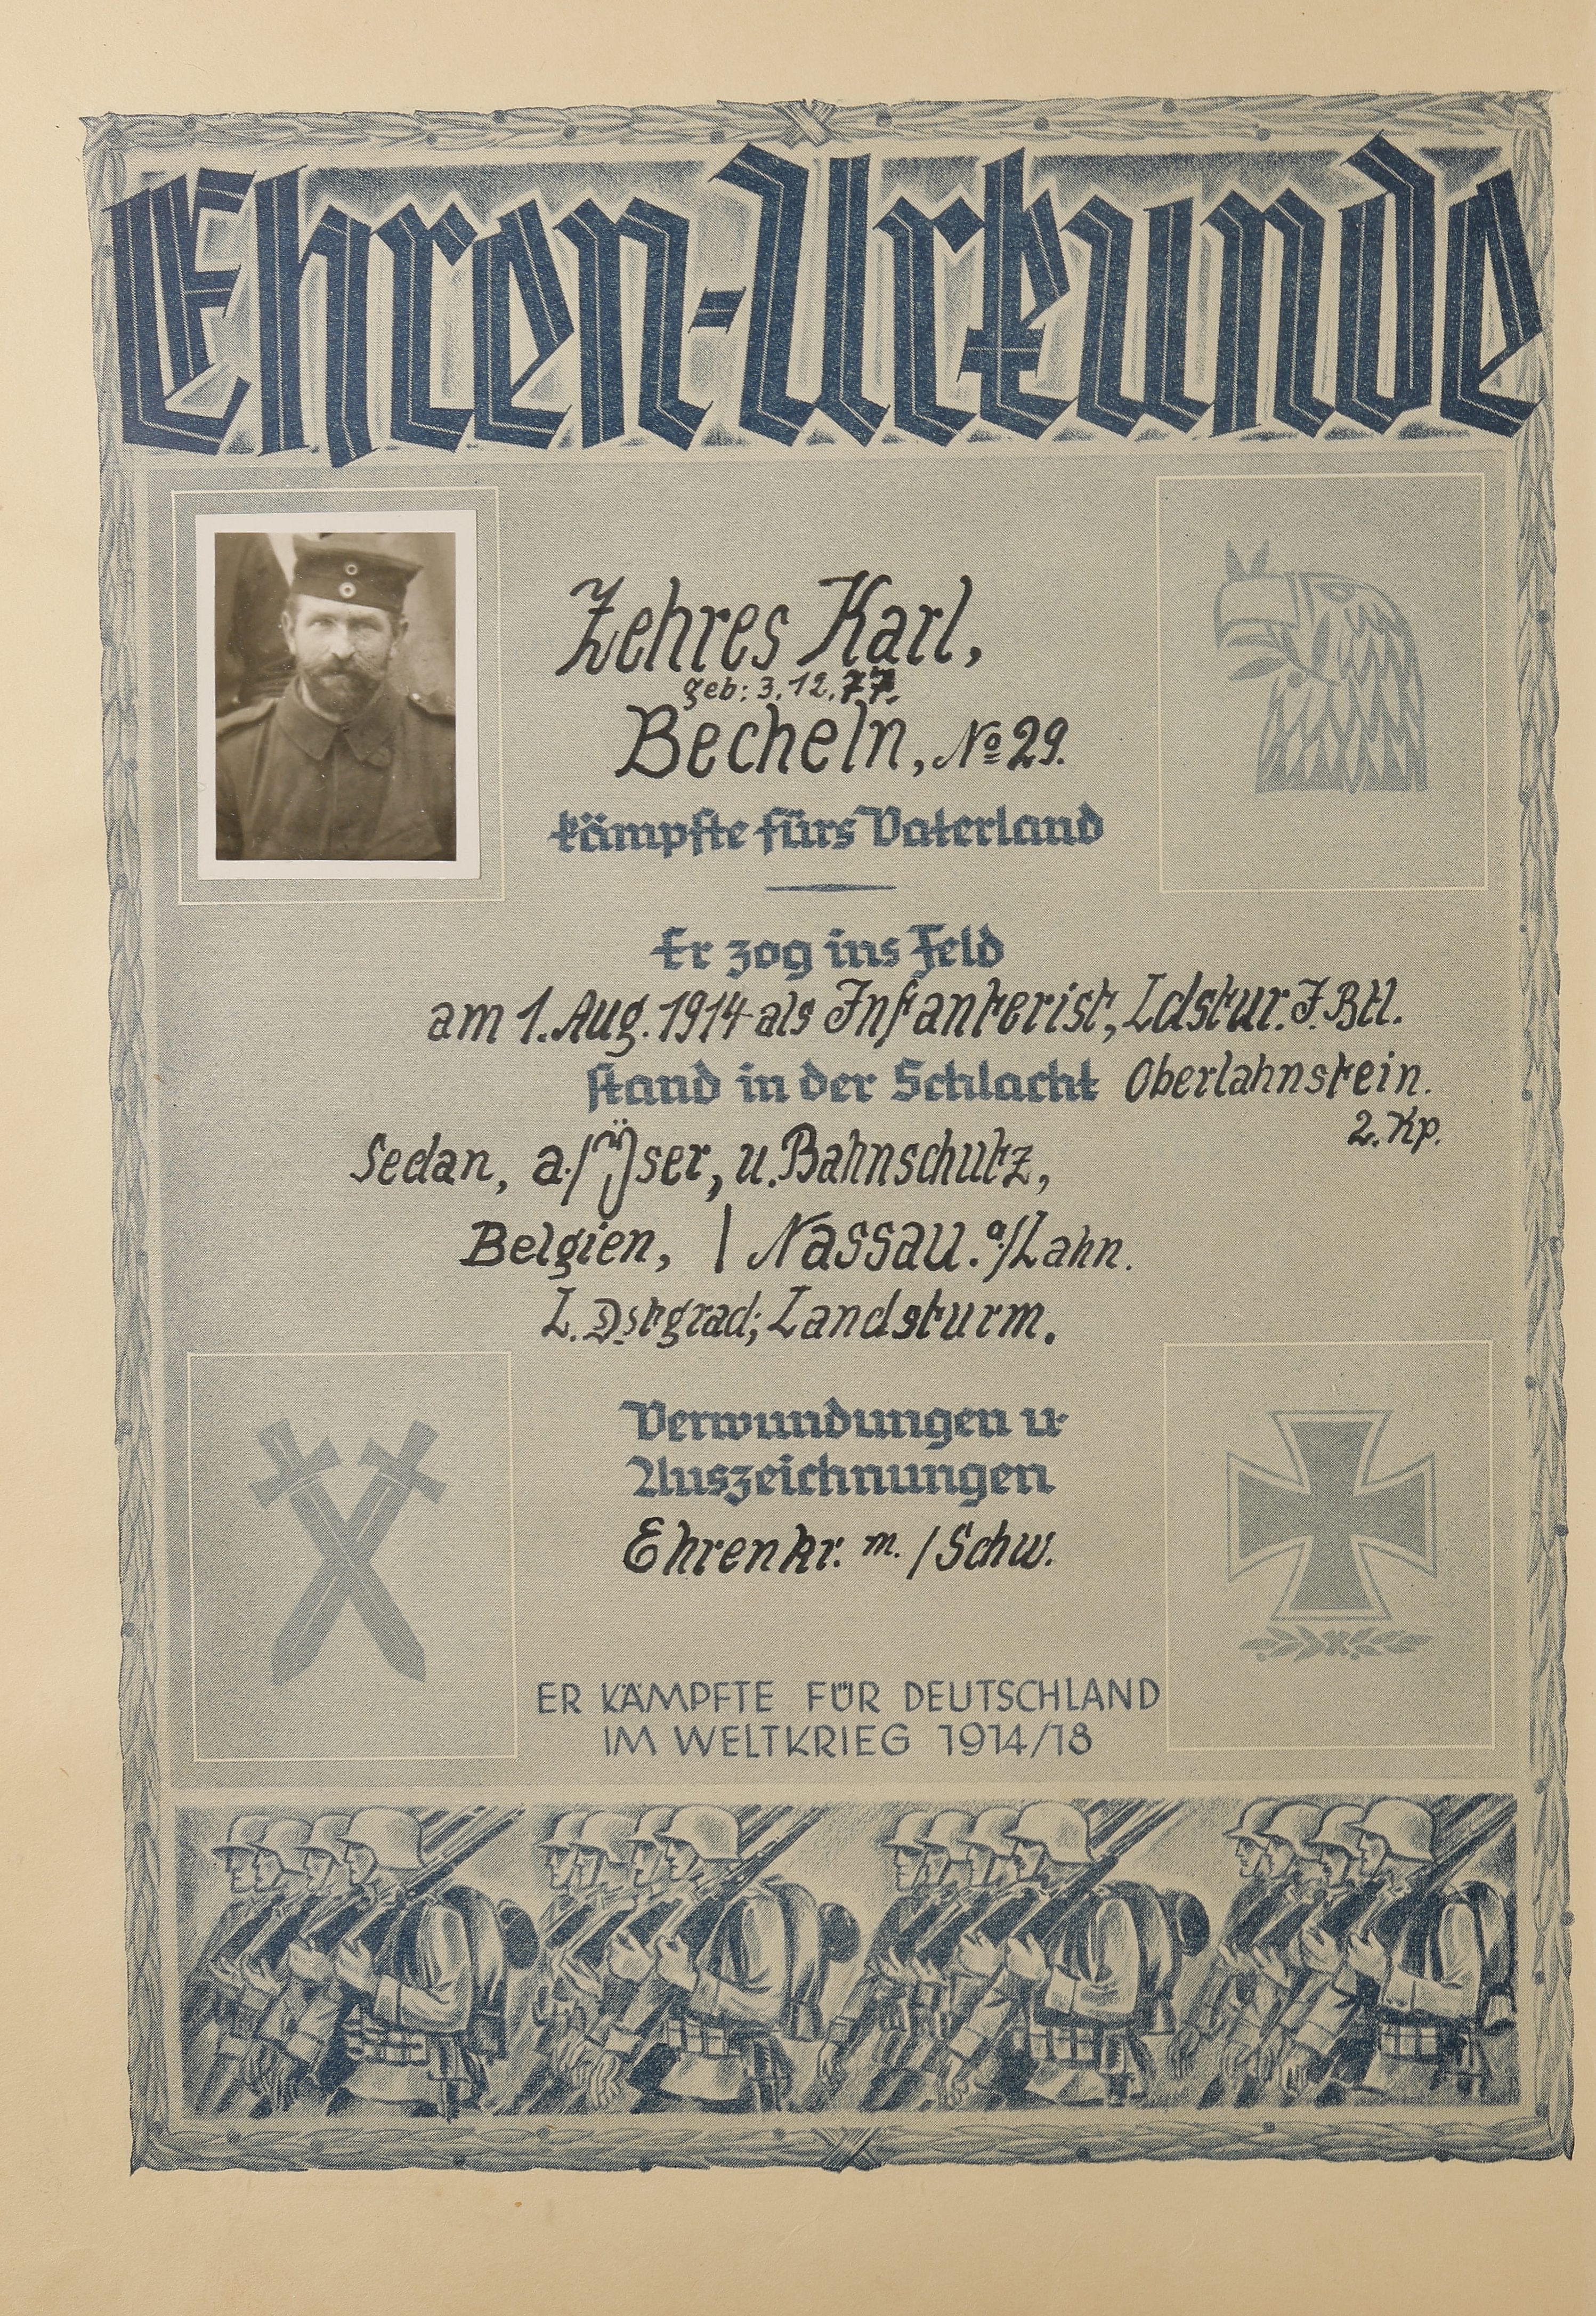 Ehren-Urkunde
Zehres Karl,
geb: 3.12.77.
Becheln, № 29.
kämpfte fürs Vaterland
Er zog ins Feld
am 1. Aug. 1914 als Infanterist, Ldstur. J. Btl.
stand in der Schlacht Oberlahnstein.
2. Kp.
Sedan, a./Ÿser, u. Bahnschutz,
Belgien, / Nassau. a/Lahn.
L. Dstgrad; Landsturm.
Verwundungen u.
Auszeichnungen
Ehrenkr. m. / Schw.
ER KÄMPFTE FÜR DEUTSCHLAND
IM WELTKRIEG 1914/18